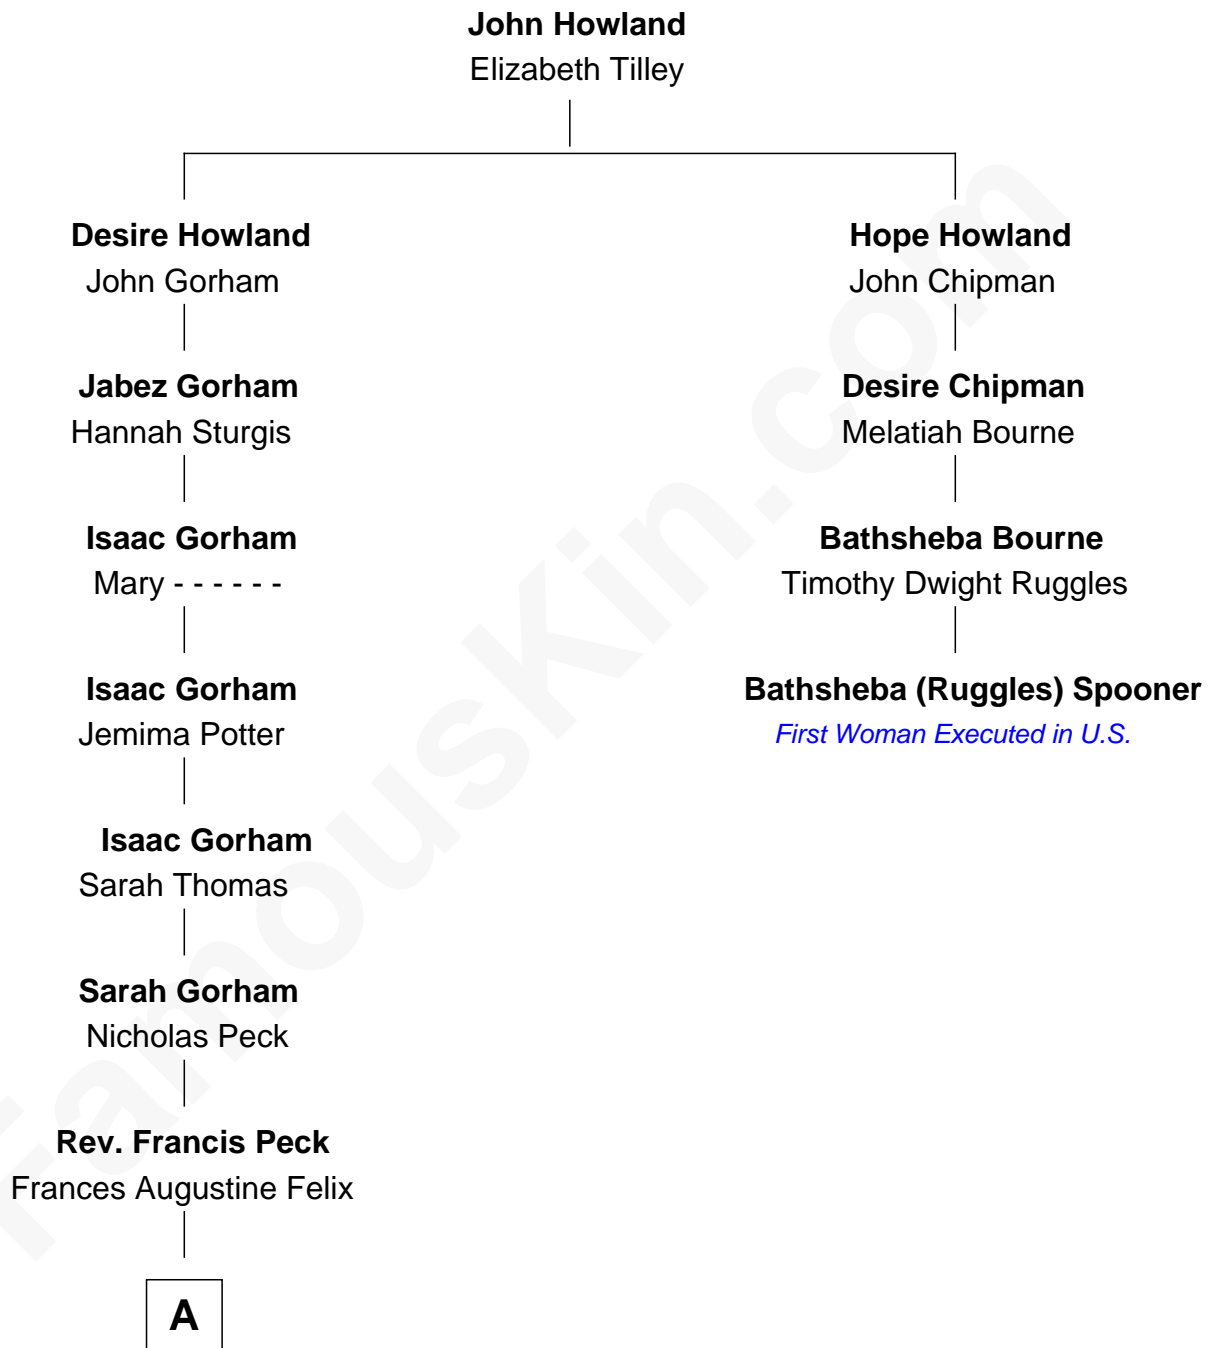 John Howland
Elizabeth Tilley
Desire Howland
John Gorham
Hope Howland
John Chipman
Jabez Gorham
Hannah Sturgis
Desire Chipman
Melatiah Bourne
Isaac Gorham
Mary - - - - - -
Bathsheba Bourne
Timothy Dwight Ruggles
Isaac Gorham
Jemima Potter
Bathsheba (Ruggles) Spooner
First Woman Executed in U.S.
Isaac Gorham
Sarah Thomas
Sarah Gorham
Nicholas Peck
Rev. Francis Peck
Frances Augustine Felix
A
FamousKin.com